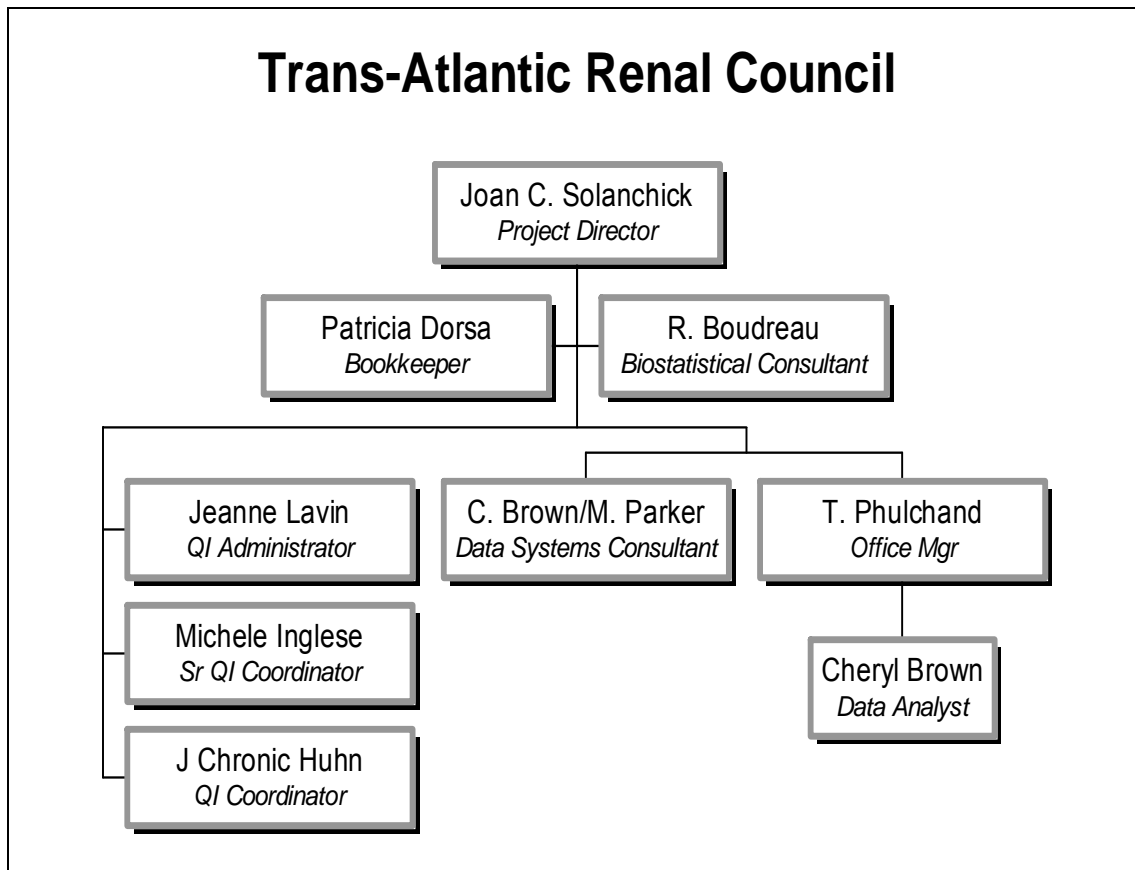 Trans-Atlantic Renal Council
Joan C. Solanchick
Project Director
Patricia Dorsa
Bookkeeper
R. Boudreau
Biostatistical Consultant
Jeanne Lavin
QI Administrator
C. Brown/M. Parker
Data Systems Consultant
T. Phulchand
Office Mgr
Michele Inglese
Sr QI Coordinator
Cheryl Brown
Data Analyst
J Chronic Huhn
QI Coordinator